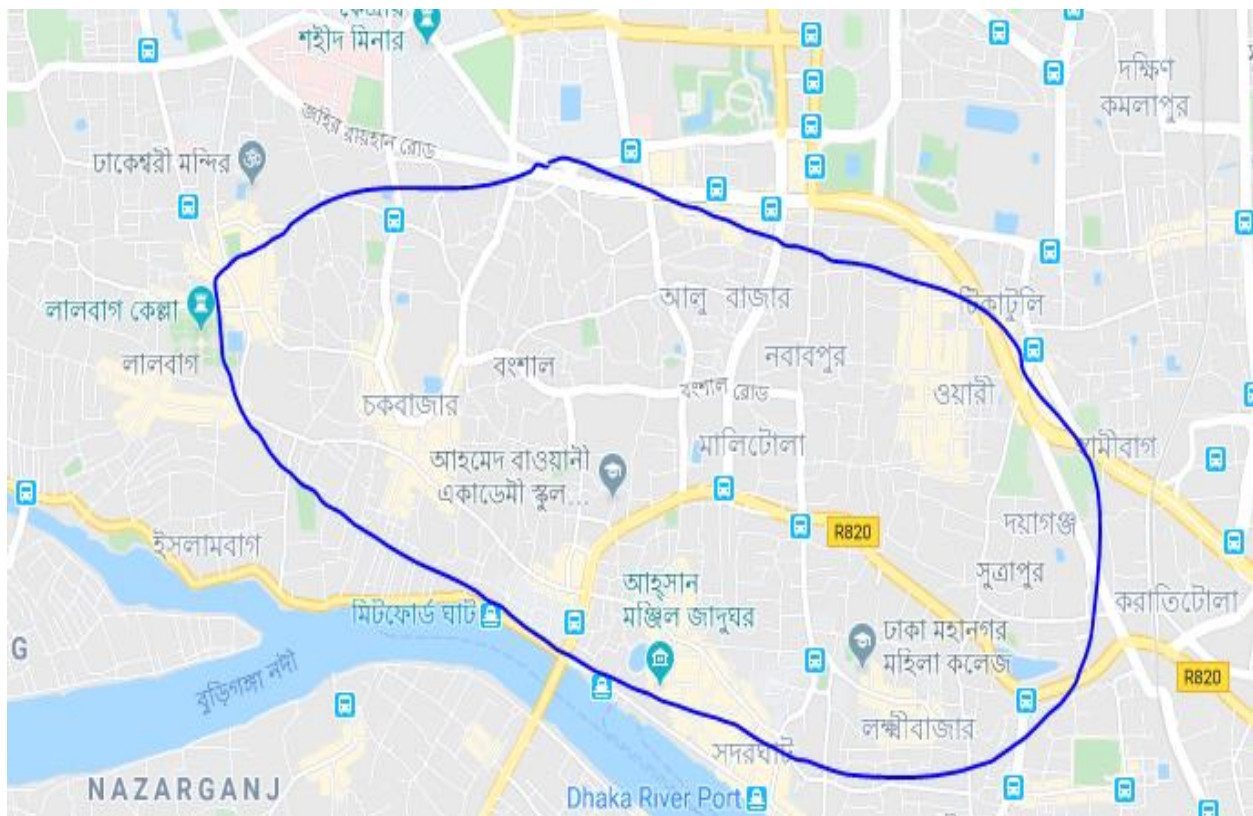 কেন্দ্রীয়
শহীদ মিনার
দক্ষিণ
কমলাপুর
জহির রায়হান রোড
ঢাকেশ্বরী মন্দির
আলু বাজার
টিকাটুলি
লালবাগ কেল্লা
লালবাগ
বংশাল
নবাবপুর
বংশাল রোড
ওয়ারী
চকবাজার
মালিটোলা
আহমেদ বাওয়ানী
একাডেমী স্কুল...
ইসলামবাগ
R820
দয়াগঞ্জ
সুত্রাপুর
আহ্সান
মঞ্জিল জাদুঘর
মিটফোর্ড ঘাট
করাতিটোলা
ঢাকা মহানগর
মহিলা কলেজ
G
R820
বুড়িগঙ্গা নদী
লক্ষ্মীবাজার
সদরঘাট
NAZARGANJ
Dhaka River Port